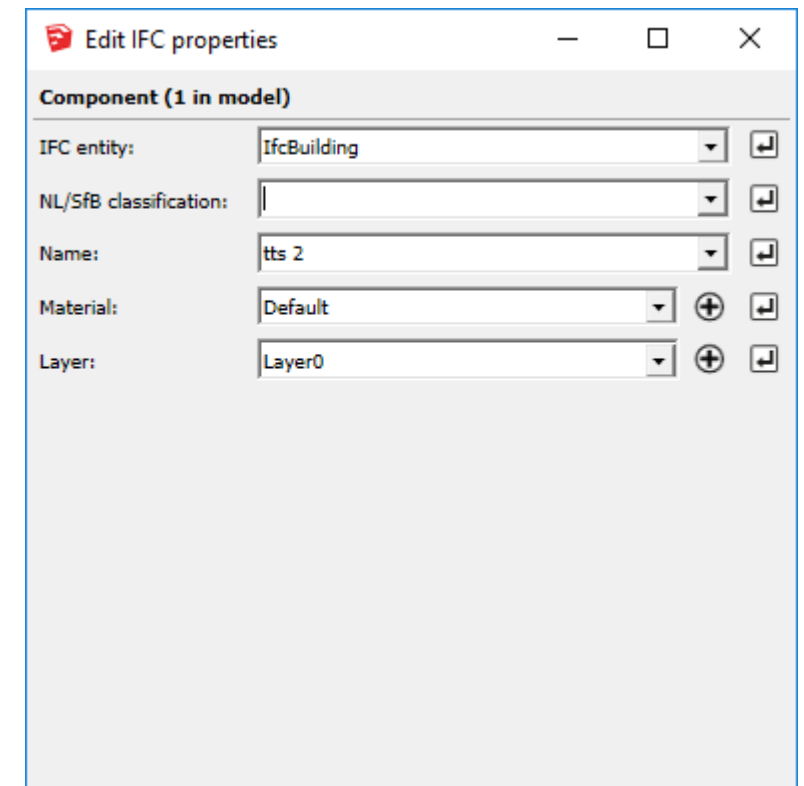 Edit IFC properties
Component (1 in model)
IFC entity: IfcBuilding
NL/SfB classification:
Name: tts 2
Material: Default
Layer: Layer0